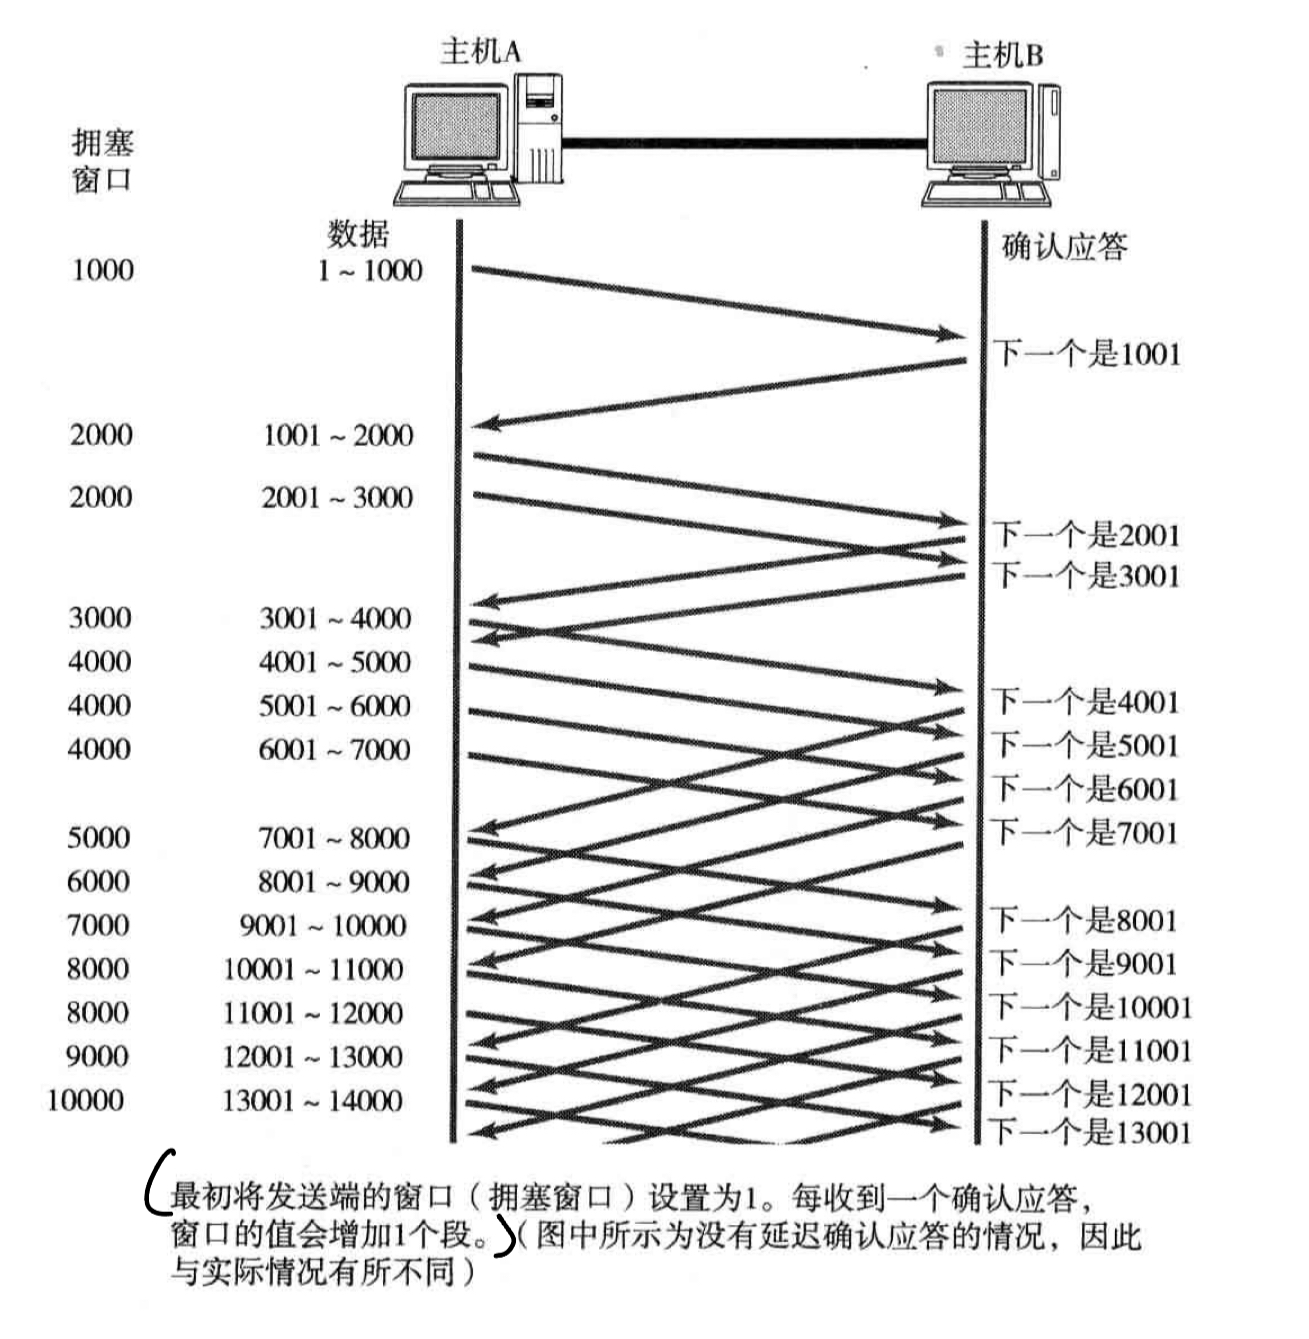 主机A
主机B
拥塞
窗口
数据
确认应答
1000 1 ~ 1000
下一个是1001
2000 1001 ~ 2000
2000 2001 ~ 3000
下一个是2001
下一个是3001
3000 3001 ~ 4000
4000 4001 ~ 5000
4000 5001 ~ 6000
4000 6001 ~ 7000
下一个是4001
下一个是5001
下一个是6001
下一个是7001
5000 7001 ~ 8000
6000 8001 ~ 9000
7000 9001 ~ 10000
8000 10001 ~ 11000
8000 11001 ~ 12000
9000 12001 ~ 13000
10000 13001 ~ 14000
下一个是8001
下一个是9001
下一个是10001
下一个是11001
下一个是12001
下一个是13001
最初将发送端的窗口（拥塞窗口）设置为1。每收到一个确认应答，
窗口的值会增加1个段。（图中所示为没有延迟确认应答的情况，因此
与实际情况有所不同）